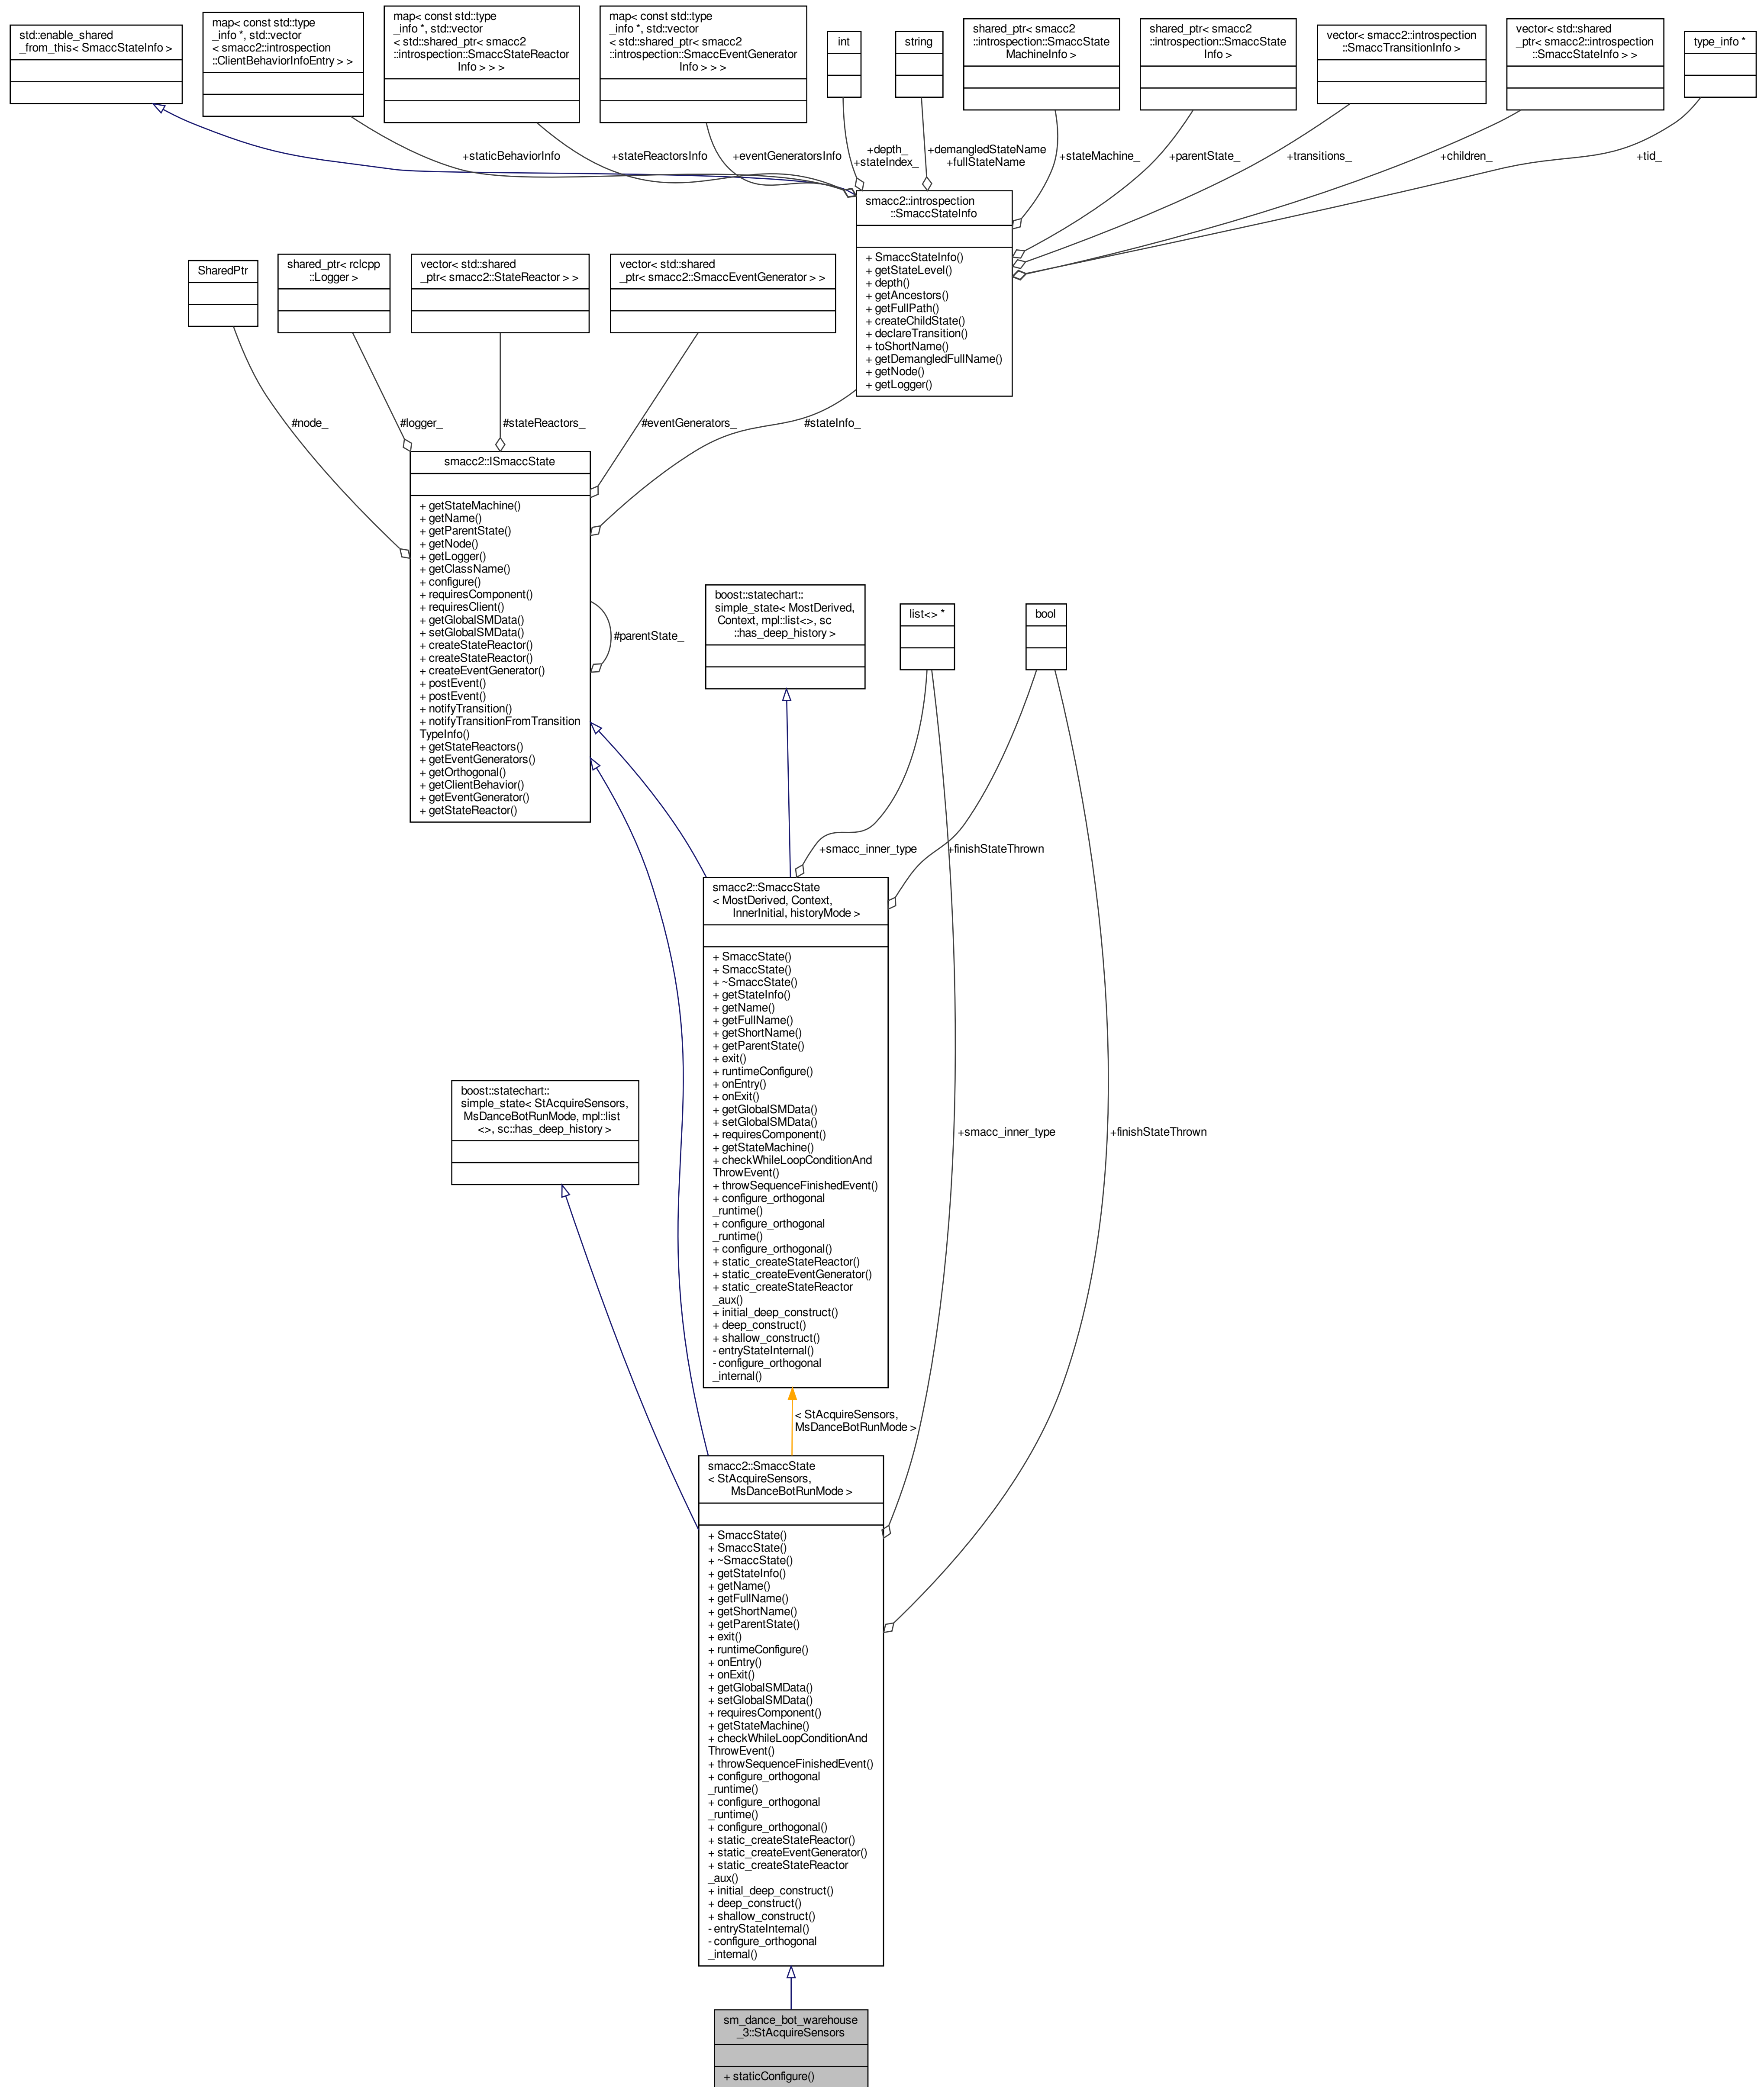 std::enable_shared
_from_this< SmaccStateInfo >
map< const std::type
_info *, std::vector
< smacc2::introspection
::ClientBehaviorInfoEntry > >
map< const std::type
_info *, std::vector
< std::shared_ptr< smacc2
::introspection::SmaccStateReactor
Info > > >
map< const std::type
_info *, std::vector
< std::shared_ptr< smacc2
::introspection::SmaccEventGenerator
Info > > >
int
string
shared_ptr< smacc2
::introspection::SmaccState
MachineInfo >
shared_ptr< smacc2
::introspection::SmaccState
Info >
vector< smacc2::introspection
::SmaccTransitionInfo >
vector< std::shared
_ptr< smacc2::introspection
::SmaccStateInfo > >
type_info *
+staticBehaviorInfo
+stateReactorsInfo
+eventGeneratorsInfo
+depth_
+stateIndex_
+demangledStateName
+fullStateName
+stateMachine_
+parentState_
+transitions_
+children_
+tid_
smacc2::introspection
::SmaccStateInfo
+ SmaccStateInfo()
+ getStateLevel()
+ depth()
+ getAncestors()
+ getFullPath()
+ createChildState()
+ declareTransition()
+ toShortName()
+ getDemangledFullName()
+ getNode()
+ getLogger()
SharedPtr
shared_ptr< rclcpp
::Logger >
vector< std::shared
_ptr< smacc2::StateReactor > >
vector< std::shared
_ptr< smacc2::SmaccEventGenerator > >
#node_
#logger_
#stateReactors_
#eventGenerators_
#stateInfo_
smacc2::ISmaccState
+ getStateMachine()
+ getName()
+ getParentState()
+ getNode()
+ getLogger()
+ getClassName()
+ configure()
+ requiresComponent()
+ requiresClient()
+ getGlobalSMData()
+ setGlobalSMData()
+ createStateReactor()
+ createStateReactor()
+ createEventGenerator()
+ postEvent()
+ postEvent()
+ notifyTransition()
+ notifyTransitionFromTransition
TypeInfo()
+ getStateReactors()
+ getEventGenerators()
+ getOrthogonal()
+ getClientBehavior()
+ getEventGenerator()
+ getStateReactor()
#parentState_
boost::statechart::
simple_state< MostDerived,
Context, mpl::list<>, sc
::has_deep_history >
list<> *
bool
+smacc_inner_type
+finishStateThrown
smacc2::SmaccState
< MostDerived, Context,
InnerInitial, historyMode >
+ SmaccState()
+ SmaccState()
+ ~SmaccState()
+ getStateInfo()
+ getName()
+ getFullName()
+ getShortName()
+ getParentState()
+ exit()
+ runtimeConfigure()
+ onEntry()
+ onExit()
+ getGlobalSMData()
+ setGlobalSMData()
+ requiresComponent()
+ getStateMachine()
+ checkWhileLoopConditionAnd
ThrowEvent()
+ throwSequenceFinishedEvent()
+ configure_orthogonal
_runtime()
+ configure_orthogonal
_runtime()
+ configure_orthogonal()
+ static_createStateReactor()
+ static_createEventGenerator()
+ static_createStateReactor
_aux()
+ initial_deep_construct()
+ deep_construct()
+ shallow_construct()
- entryStateInternal()
- configure_orthogonal
_internal()
boost::statechart::
simple_state< StAcquireSensors,
MsDanceBotRunMode, mpl::list
<>, sc::has_deep_history >
+smacc_inner_type
+finishStateThrown
< StAcquireSensors,
MsDanceBotRunMode >
smacc2::SmaccState
< StAcquireSensors,
MsDanceBotRunMode >
+ SmaccState()
+ SmaccState()
+ ~SmaccState()
+ getStateInfo()
+ getName()
+ getFullName()
+ getShortName()
+ getParentState()
+ exit()
+ runtimeConfigure()
+ onEntry()
+ onExit()
+ getGlobalSMData()
+ setGlobalSMData()
+ requiresComponent()
+ getStateMachine()
+ checkWhileLoopConditionAnd
ThrowEvent()
+ throwSequenceFinishedEvent()
+ configure_orthogonal
_runtime()
+ configure_orthogonal
_runtime()
+ configure_orthogonal()
+ static_createStateReactor()
+ static_createEventGenerator()
+ static_createStateReactor
_aux()
+ initial_deep_construct()
+ deep_construct()
+ shallow_construct()
- entryStateInternal()
- configure_orthogonal
_internal()
sm_dance_bot_warehouse
_3::StAcquireSensors
+ staticConfigure()